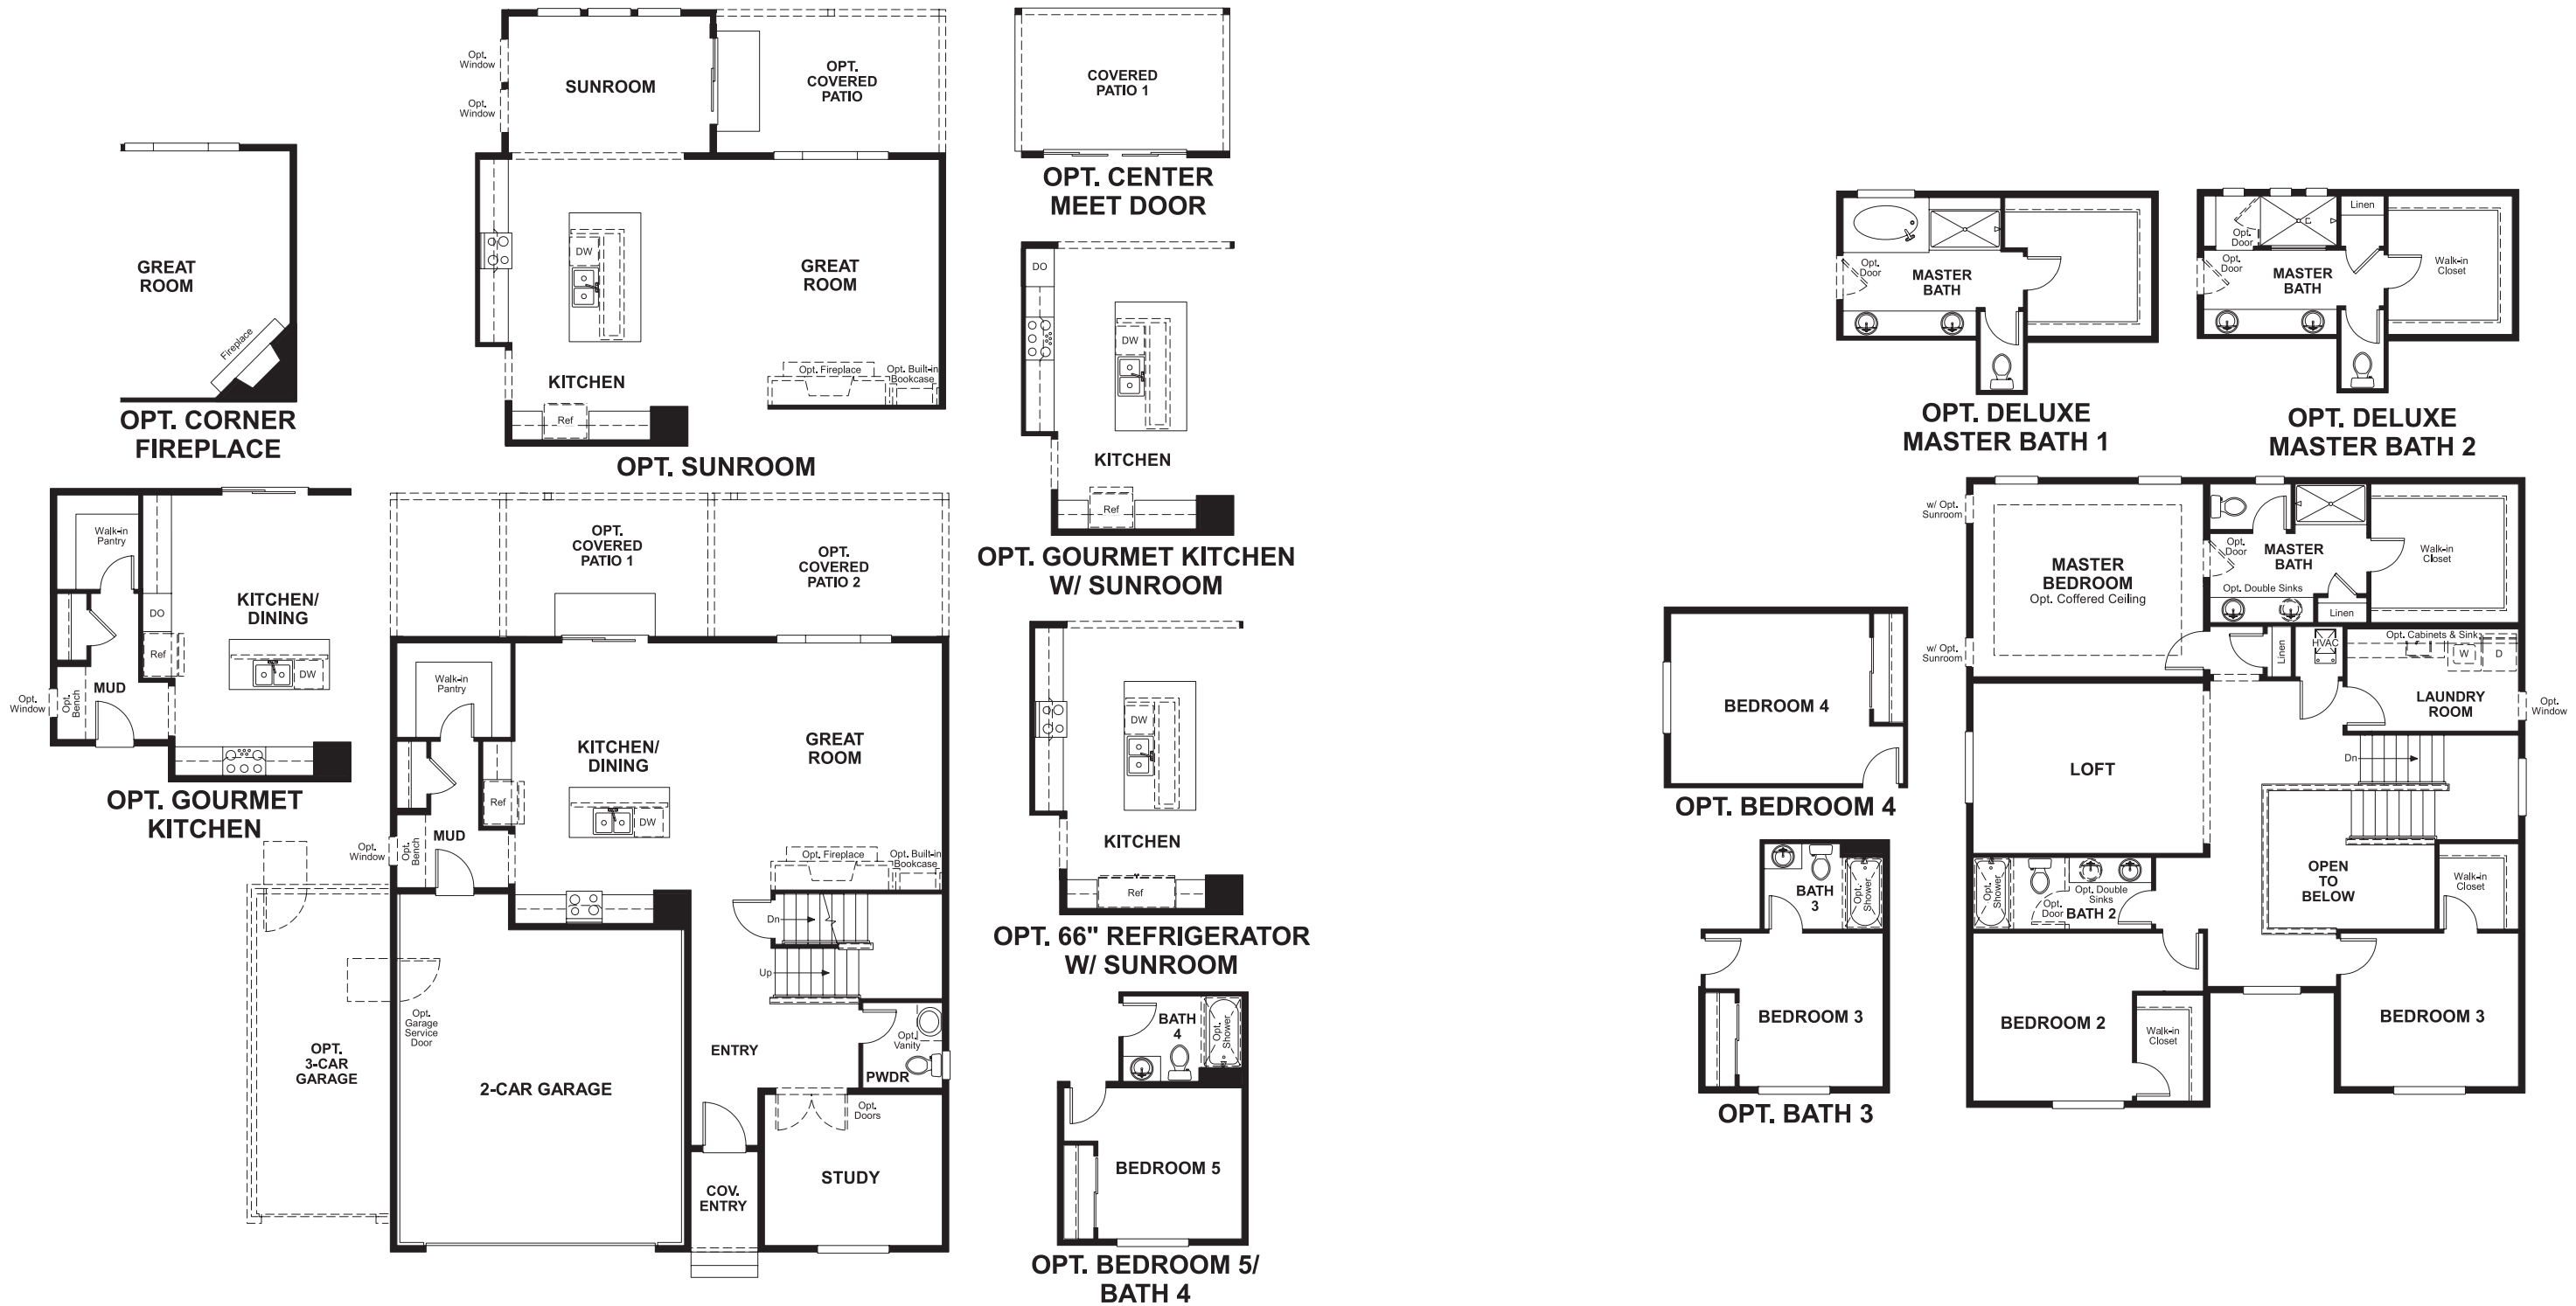 Opt.
Window
Opt.
Window
SUNROOM
OPT.
COVERED
PATIO
DW
GREAT
ROOM
KITCHEN
Ref
Opt. Fireplace
Opt. Built-in
Bookcase
OPT. SUNROOM
COVERED
PATIO 1
OPT. CENTER
MEET DOOR
GREAT
ROOM
Fireplace
OPT. CORNER
FIREPLACE
DO
DW
KITCHEN
Ref
OPT. GOURMET KITCHEN
W/ SUNROOM
Walk-in
Pantry
DO
Ref
KITCHEN/
DINING
DW
MUD
Opt.
Bench
Opt.
Window
OPT. GOURMET
KITCHEN
OPT.
COVERED
PATIO 1
OPT.
COVERED
PATIO 2
Walk-in
Pantry
KITCHEN/
DINING
GREAT
ROOM
Ref
DW
MUD
Opt.
Bench
Opt.
Window
Opt. Fireplace
Opt. Built-in
Bookcase
Dn
Up
Opt.
Garage
Service
Door
OPT.
3-CAR
GARAGE
2-CAR GARAGE
ENTRY
Opt.
Vanity
PWDR
Opt.
Doors
STUDY
COV.
ENTRY
DW
KITCHEN
Ref
OPT. 66" REFRIGERATOR
W/ SUNROOM
BATH
4
Opt.
Shower
BEDROOM 5
OPT. BEDROOM 5/
BATH 4
Opt.
Door
MASTER
BATH
OPT. DELUXE
MASTER BATH 1
Linen
Opt.
Door
Opt.
Door
MASTER
BATH
Walk-in
Closet
OPT. DELUXE
MASTER BATH 2
BEDROOM 4
OPT. BEDROOM 4
BATH
3
Opt.
Shower
BEDROOM 3
OPT. BATH 3
w/ Opt.
Sunroom
w/ Opt.
Sunroom
MASTER
BEDROOM
Opt. Coffered Ceiling
Opt.
Door
MASTER
BATH
Opt. Double Sinks
Linen
Walk-in
Closet
Linen
HVAC
Opt. Cabinets & Sink
W
D
LAUNDRY
ROOM
Opt.
Window
LOFT
Dn
OPEN
TO
BELOW
Opt.
Shower
Opt.
Door
Opt. Double
Sinks
BATH 2
Walk-in
Closet
BEDROOM 2
Walk-in
Closet
BEDROOM 3